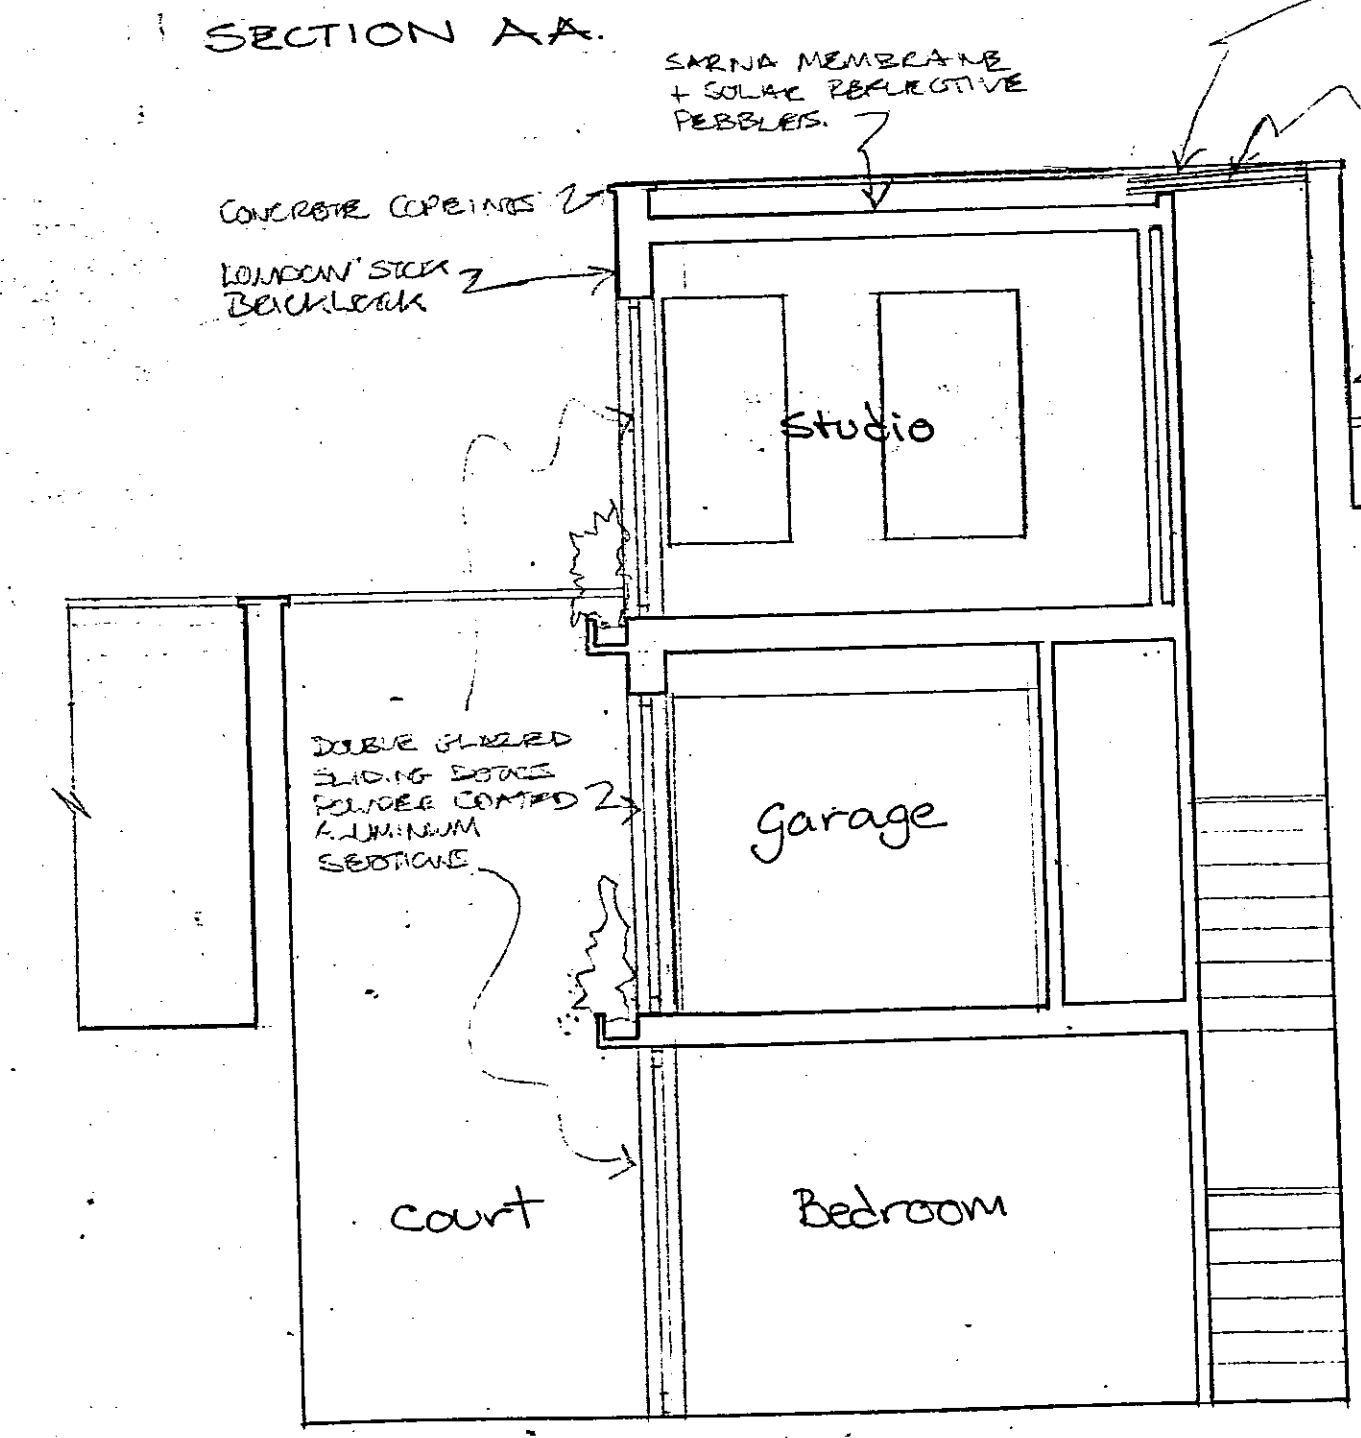 SECTION AA.
SARNA MEMBRANE
+ SOLAR REFLECTIVE
PEBBLES.
CONCRETE COPEINGS
LONDON STOCK
BRICKWORK
Studio
DOUBLE GLAZED
SLIDING DOORS
POWDER COATED
ALUMINIUM
SECTIONS
Garage
Court
Bedroom